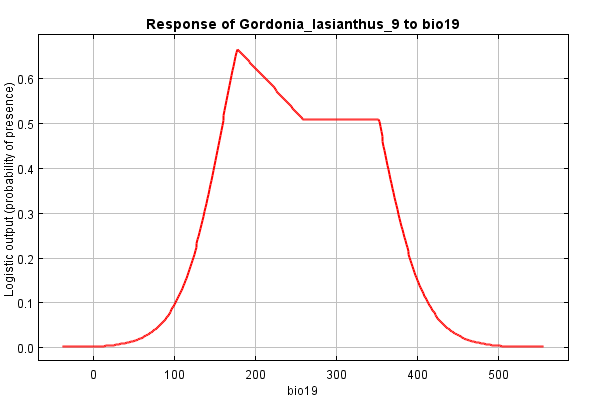 Response of Gordonia_lasianthus_9 to bio19
Logistic output (probability of presence)
0.6
0.5
0.4
0.3
0.2
0.1
0.0
0 100 200 300 400 500
bio19